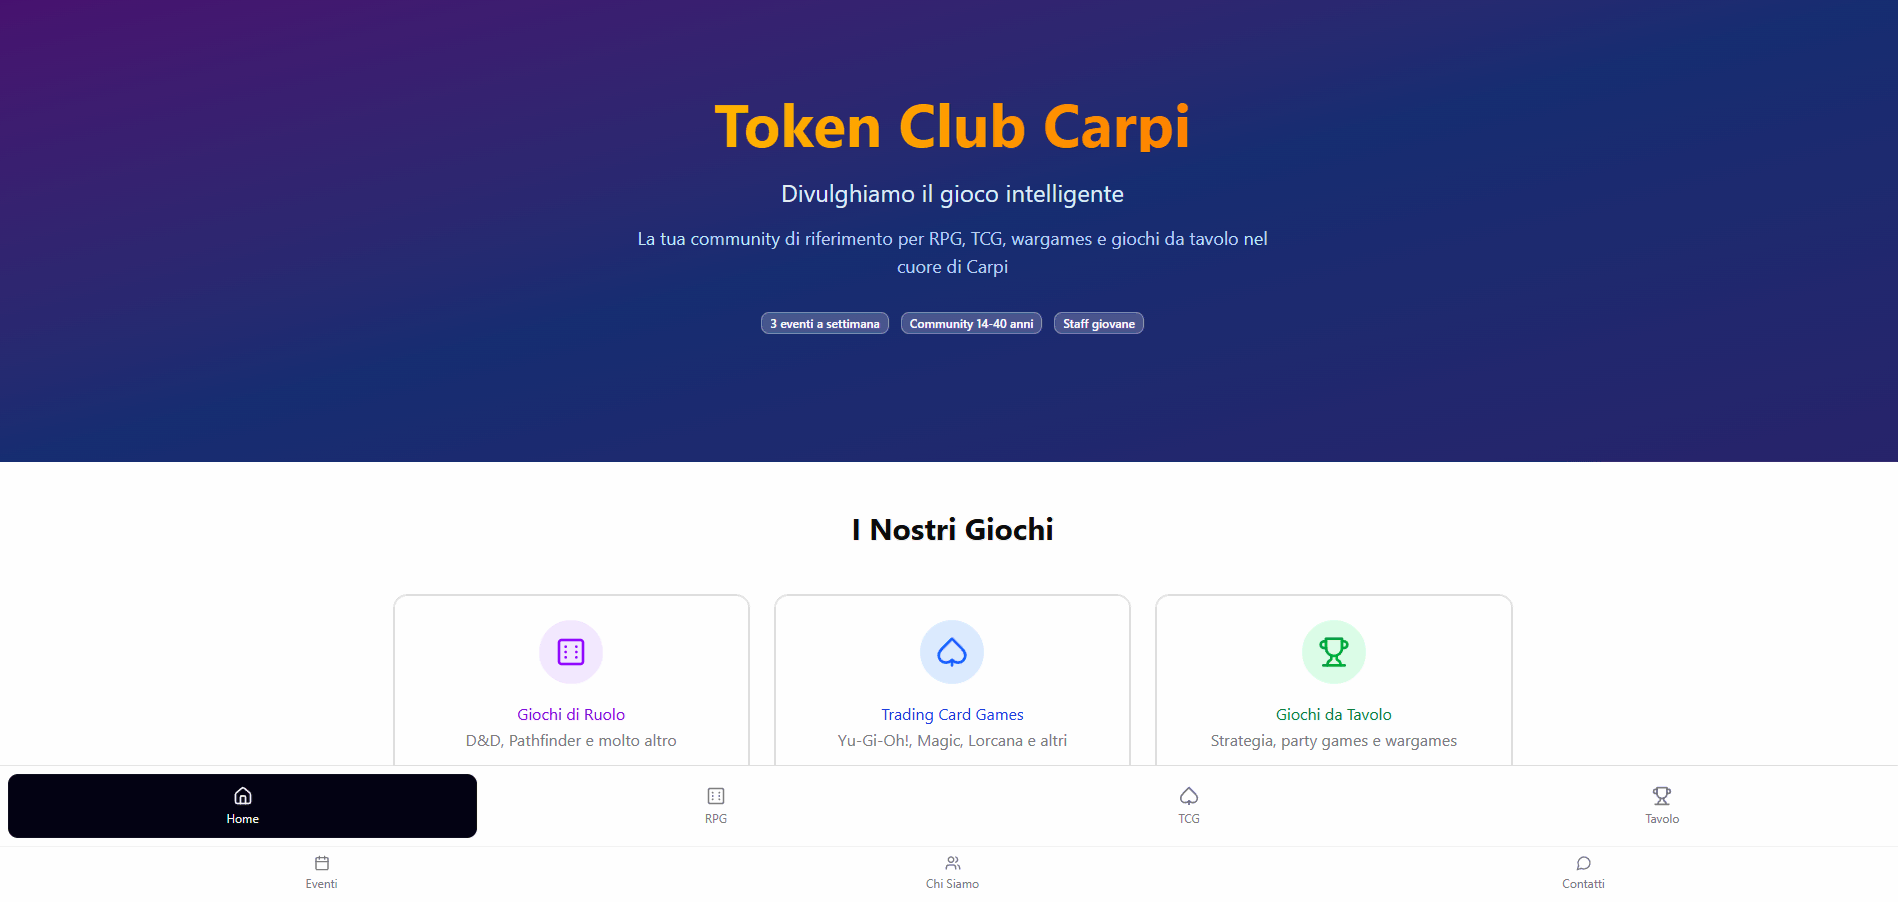 Token Club Carpi
Divulghiamo il gioco intelligente
La tua community di riferimento per RPG, TCG, wargames e giochi da tavolo nel
cuore di Carpi
3 eventi a settimana
Community 14-40 anni
Staff giovane
I Nostri Giochi
Giochi di Ruolo
D&D, Pathfinder e molto altro
Trading Card Games
Yu-Gi-Oh!, Magic, Lorcana e altri
Giochi da Tavolo
Strategia, party games e wargames
Home
RPG
TCG
Tavolo
Eventi
Chi Siamo
Contatti